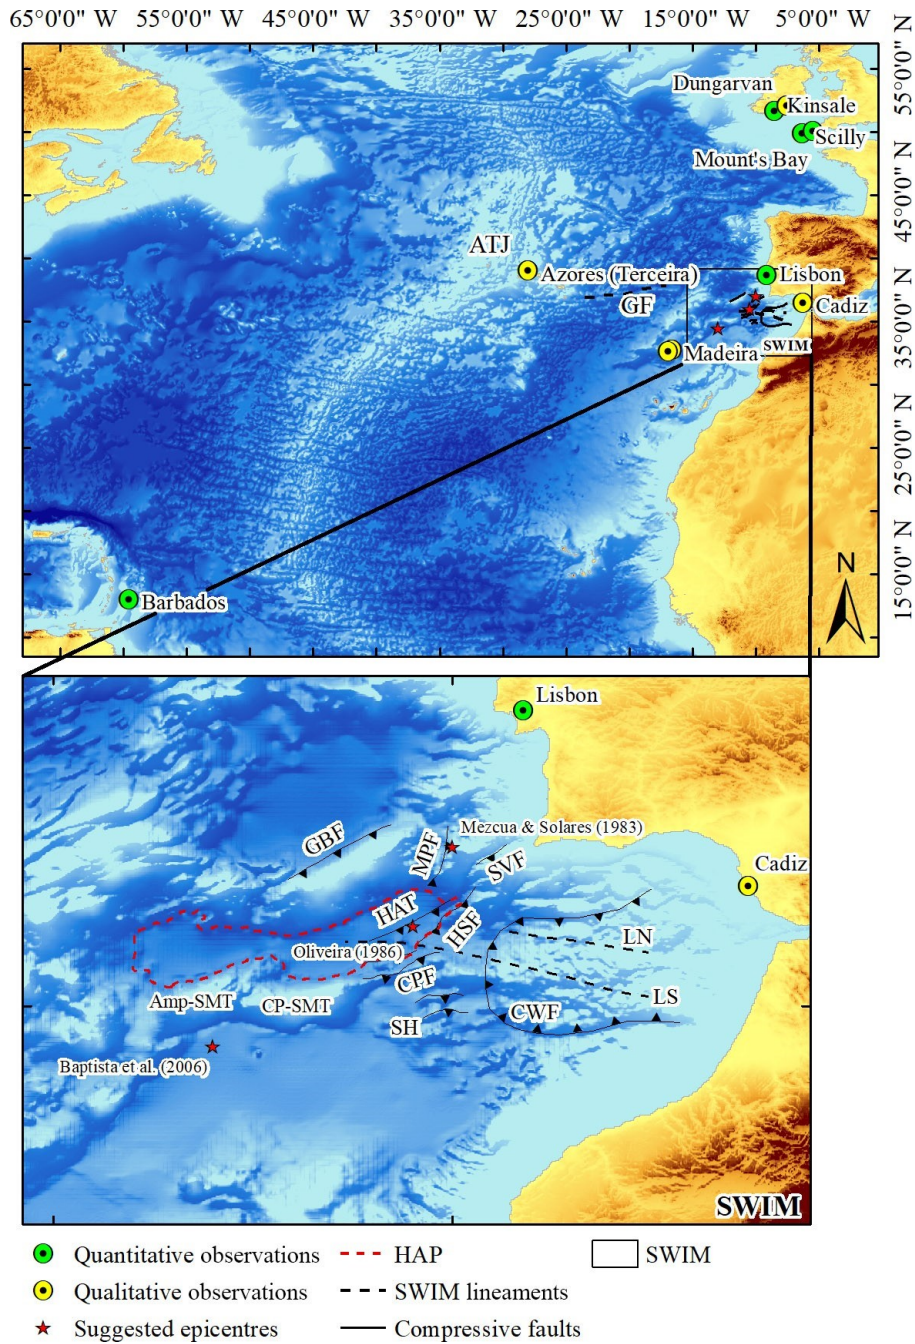 65°0'0" W 55°0'0" W 45°0'0" W 35°0'0" W 25°0'0" W 15°0'0" W 5°0'0" W
55°0'0" N
45°0'0" N
35°0'0" N
25°0'0" N
15°0'0" N
Dungarvan
Kinsale
Scilly
Mount's Bay
ATJ
Azores (Terceira)
Lisbon
GF
Cadiz
SWIM
Madeira
N
Barbados
Lisbon
Mezcua & Solares (1983)
GBF
MPF
SVF
Cadiz
HAT
HSF
LN
Oliveira (1986)
CPF
LS
Amp-SMT
CP-SMT
CWF
SH
Baptista et al. (2006)
SWIM
Quantitative observations
HAP
SWIM
Qualitative observations
SWIM lineaments
Suggested epicentres
Compressive faults